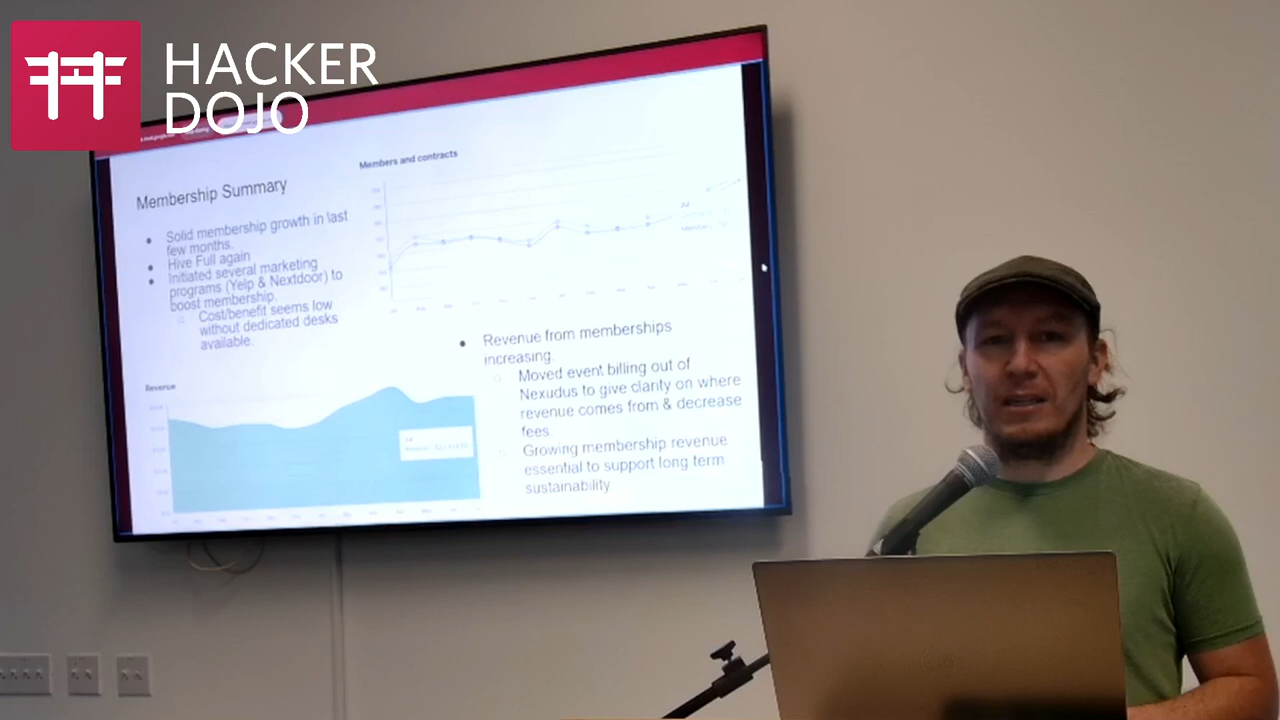 HACKER
DOJO
Members and contracts
Membership Summary
Solid membership growth in last
few months.
Hive Full again
Initiated several marketing
programs (Yelp & Nextdoor) to
boost membership.
Cost/benefit seems low
without dedicated desks
available.
Revenue from memberships
increasing.
Moved event billing out of
Nexudus to give clarity on where
revenue comes from & decrease
fees.
Growing membership revenue
essential to support long term
sustainability
Revenue